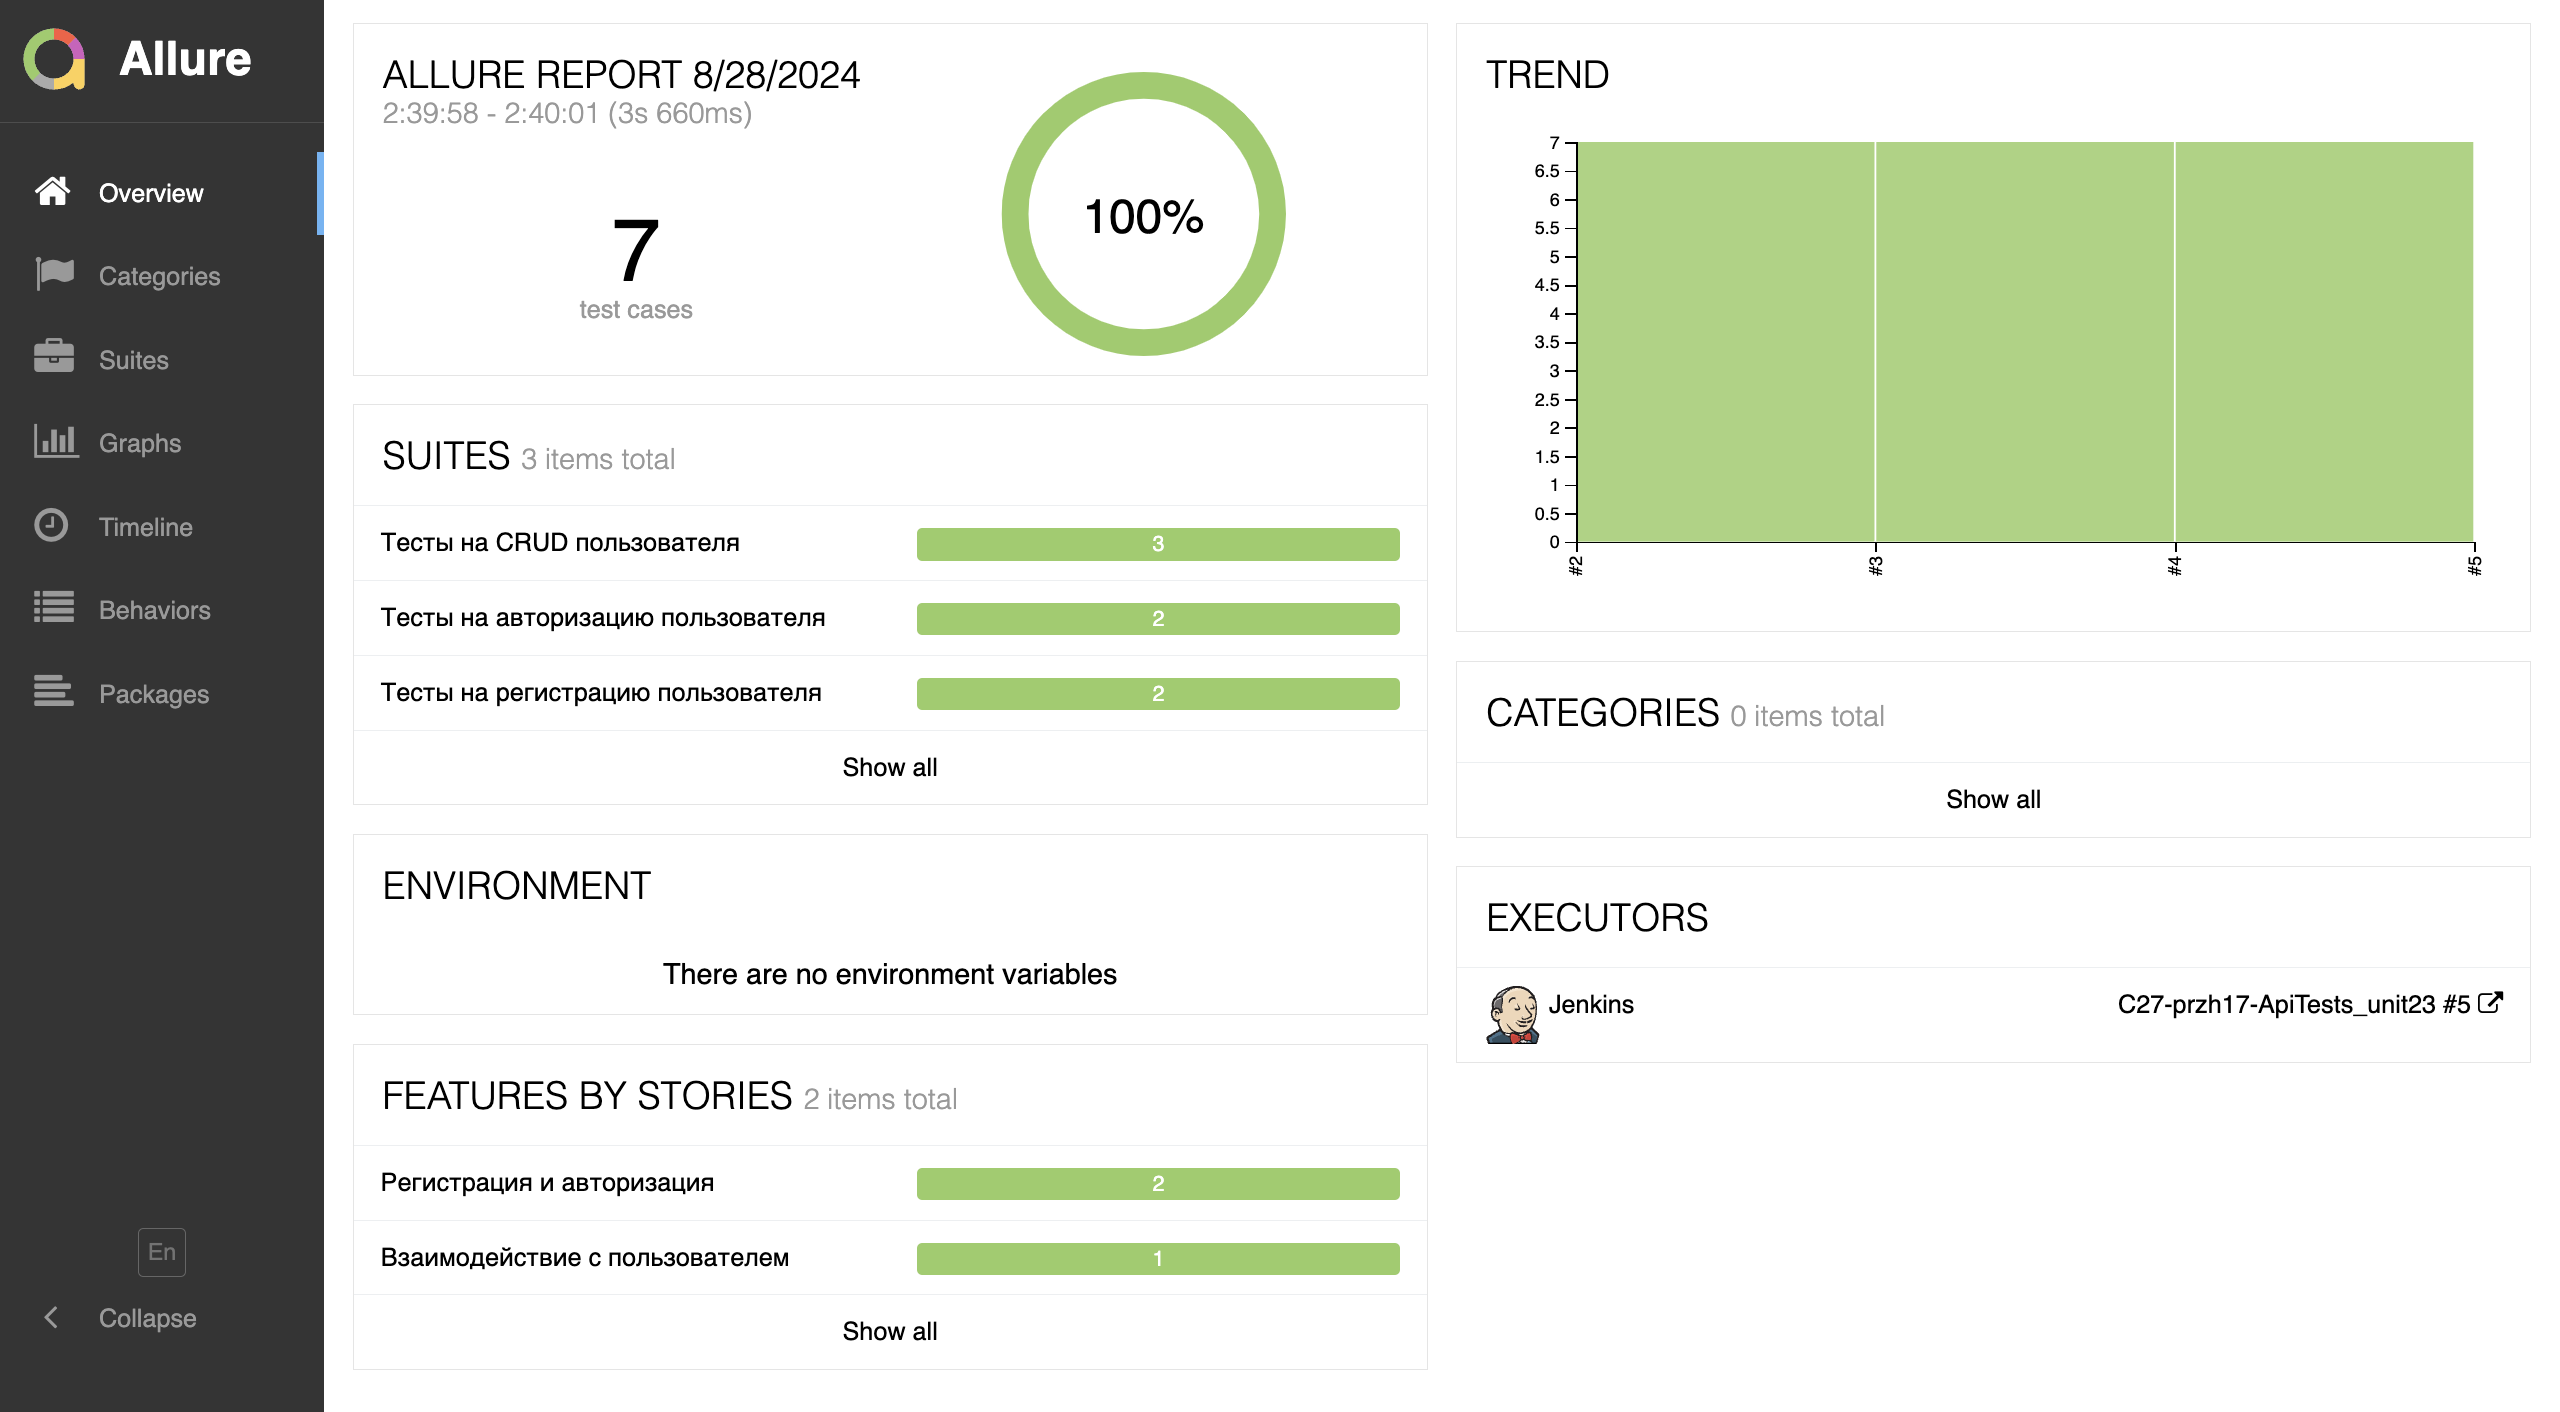 Allure
Overview
Categories
Suites
Graphs
Timeline
Behaviors
Packages
En
Collapse
ALLURE REPORT 8/28/2024
2:39:58 - 2:40:01 (3s 660ms)
7
test cases
100%
SUITES 3 items total
Тесты на CRUD пользователя 3
Тесты на авторизацию пользователя 2
Тесты на регистрацию пользователя 2
Show all
ENVIRONMENT
There are no environment variables
FEATURES BY STORIES 2 items total
Регистрация и авторизация 2
Взаимодействие с пользователем 1
Show all
TREND
7
6.5
6
5.5
5
4.5
4
3.5
3
2.5
2
1.5
1
0.5
0
#2 #3 #4 #5
CATEGORIES 0 items total
Show all
EXECUTORS
Jenkins C27-przh17-ApiTests_unit23 #5